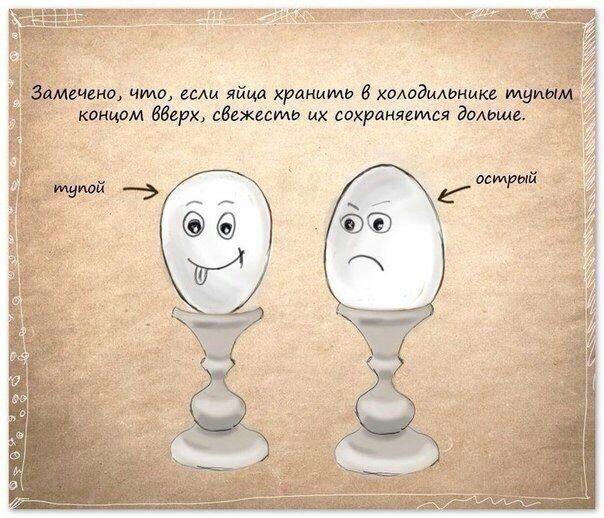 Замечено, что, если яйца хранить в холодильнике тупым
концом вверх, свежесть их сохраняется дольше.
тупой
острый